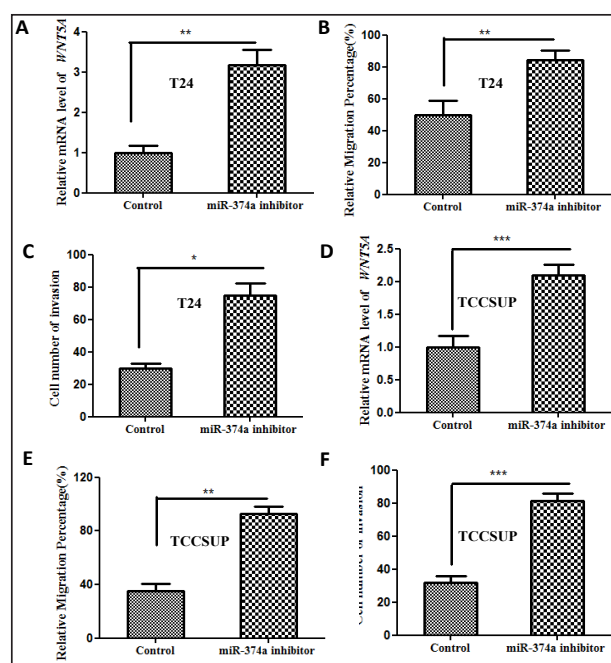 A
Relative mRNA level of WNT5A
4
3
2
1
0
**
T24
Control
miR-374a inhibitor
B
Relative Migration Percentage(%)
100
80
60
40
20
0
**
T24
Control
miR-374a inhibitor
C
Cell number of invasion
100
80
60
40
20
0
*
T24
Control
miR-374a inhibitor
D
Relative mRNA level of WNT5A
2.5
2.0
1.5
1.0
0.5
0.0
***
TCCSUP
Control
miR-374a inhibitor
E
Relative Migration Percentage(%)
120
80
40
0
**
TCCSUP
Control
miR-374a inhibitor
F
Cell number of invasion
80
60
40
20
0
***
TCCSUP
Control
miR-374a inhibitor